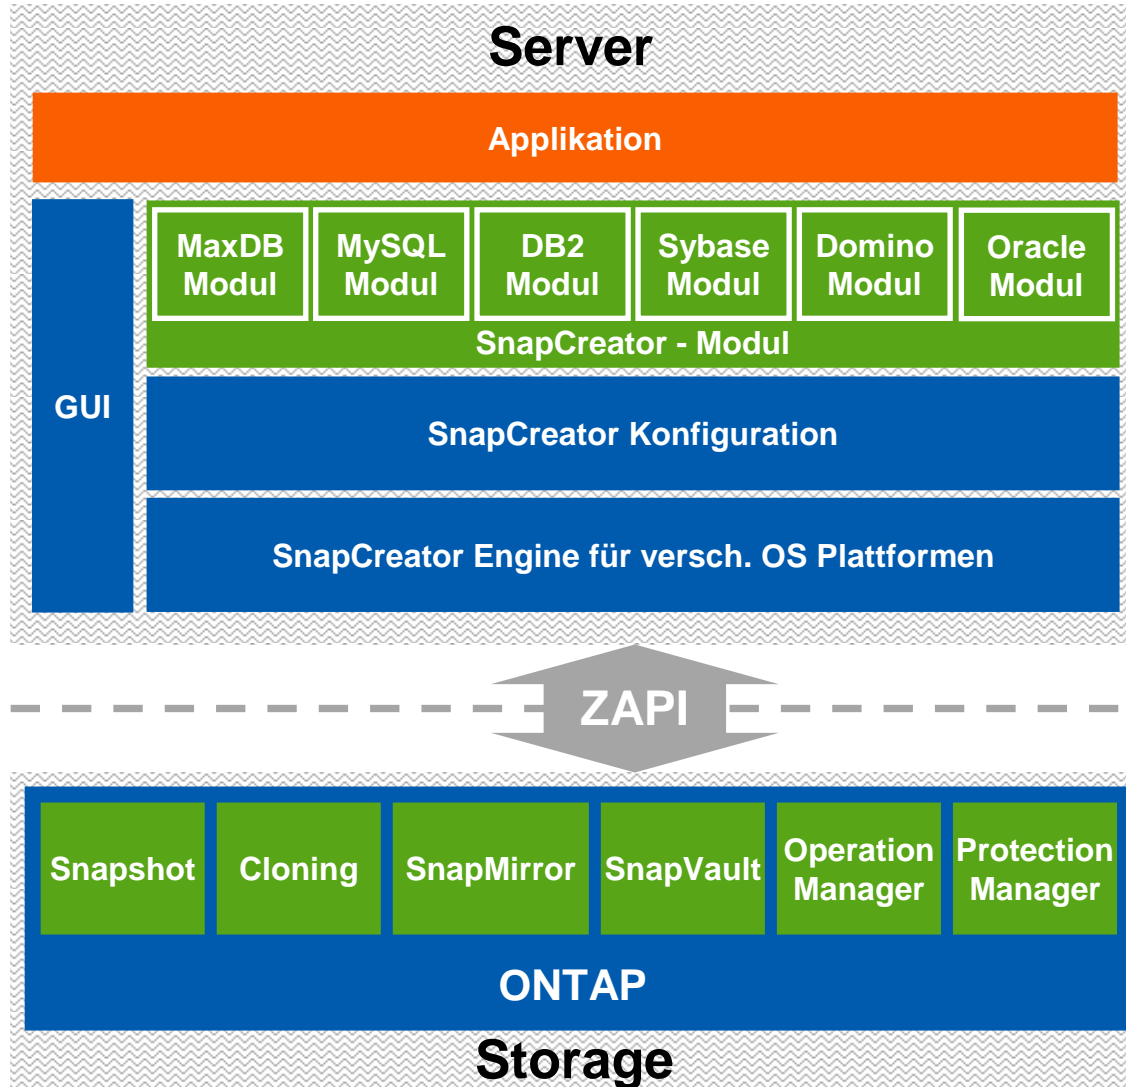 Server
Applikation
MaxDB
Modul
MySQL
Modul
DB2
Modul
Sybase
Modul
Domino
Modul
Oracle
Modul
SnapCreator - Modul
GUI
SnapCreator Konfiguration
SnapCreator Engine für versch. OS Plattformen
ZAPI
Snapshot
Cloning
SnapMirror
SnapVault
Operation
Manager
Protection
Manager
ONTAP
Storage